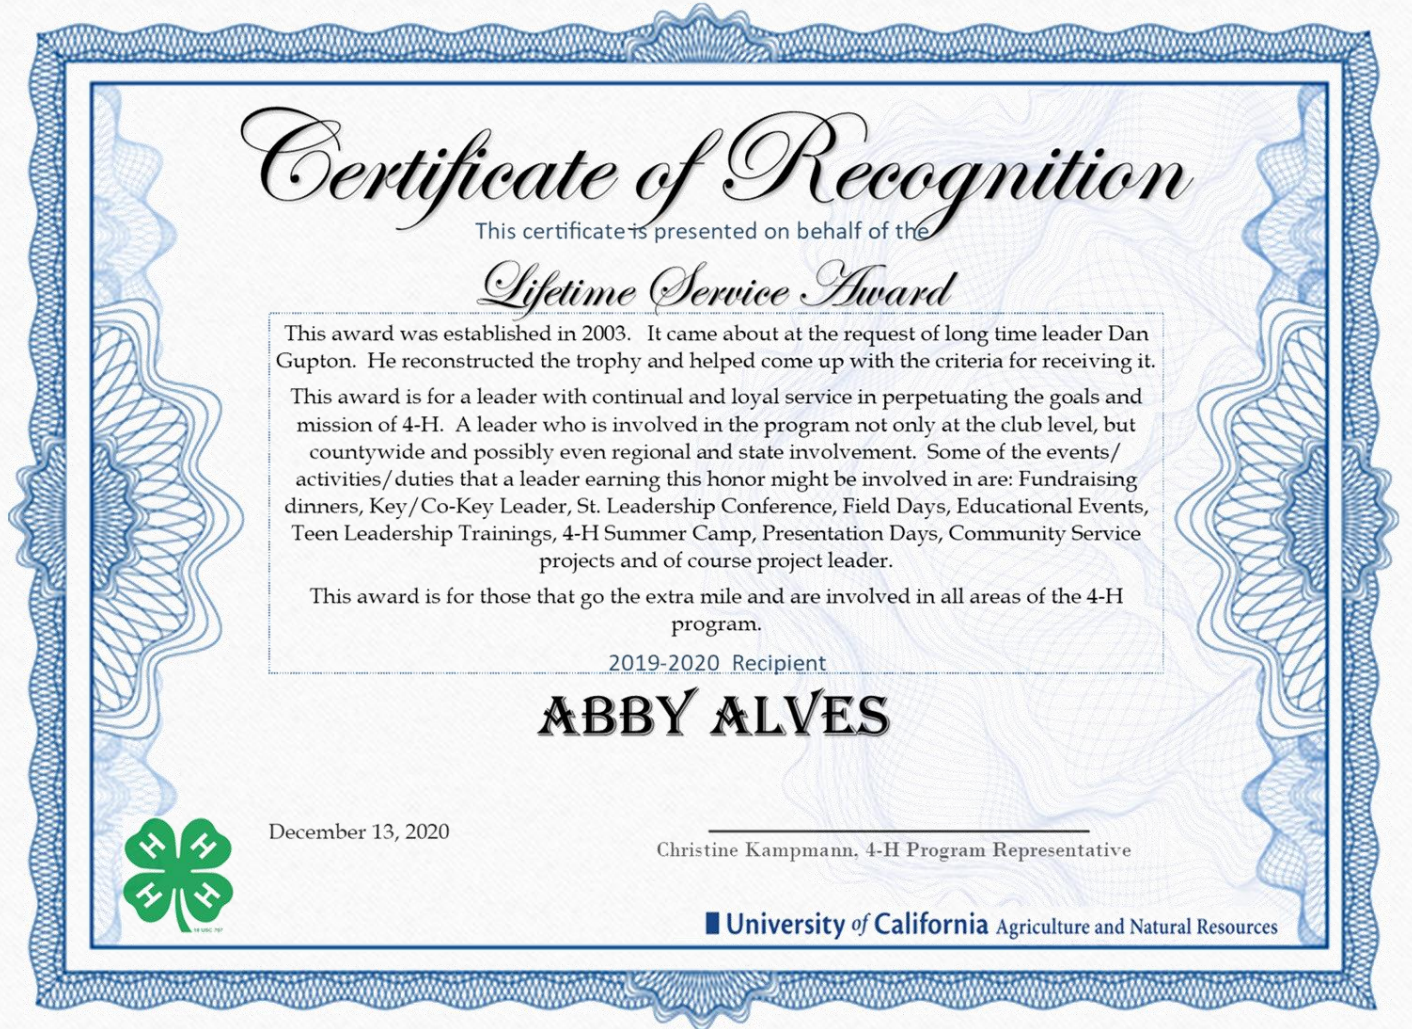 Certificate of Recognition
This certificate is presented on behalf of the
Lifetime Service Award
This award was established in 2003. It came about at the request of long time leader Dan
Gupton. He reconstructed the trophy and helped come up with the criteria for receiving it.
This award is for a leader with continual and loyal service in perpetuating the goals and
mission of 4-H. A leader who is involved in the program not only at the club level, but
countywide and possibly even regional and state involvement. Some of the events/
activities/duties that a leader earning this honor might be involved in are: Fundraising
dinners, Key/Co-Key Leader, St. Leadership Conference, Field Days, Educational Events,
Teen Leadership Trainings, 4-H Summer Camp, Presentation Days, Community Service
projects and of course project leader.
This award is for those that go the extra mile and are involved in all areas of the 4-H
program.
2019-2020 Recipient
ABBY ALVES
December 13, 2020
Christine Kampmann, 4-H Program Representative
H H
H H
18 USC 707
University of California Agriculture and Natural Resources